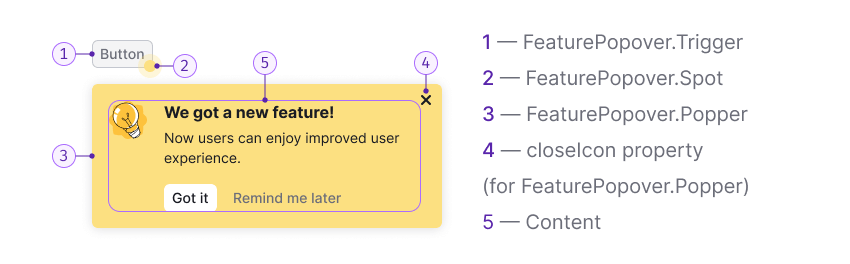 1
Button
2
5
4
We got a new feature!
Now users can enjoy improved user
experience.
3
Got it
Remind me later
1 — FeaturePopover.Trigger
2 — FeaturePopover.Spot
3 — FeaturePopover.Popper
4 — closeIcon property
(for FeaturePopover.Popper)
5 — Content